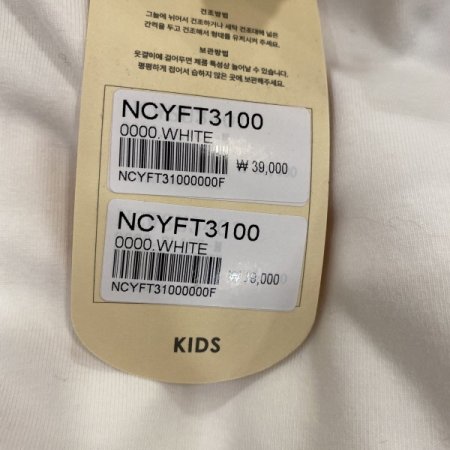 건조방법
그늘에 뉘어서 건조하거나 세탁 건조대에 넓은
간격을 두고 건조해서 형태를 유지시켜 주세요.
보관방법
옷걸이에 걸어두면 제품 특성상 늘어날 수 있습니다.
평평하게 접어서 습하지 않은 곳에 보관해주세요.
NCYFT3100
0000.WHITE
₩ 39,000
NCYFT31000000F
NCYFT3100
0000.WHITE
NCYFT31000000F
KIDS